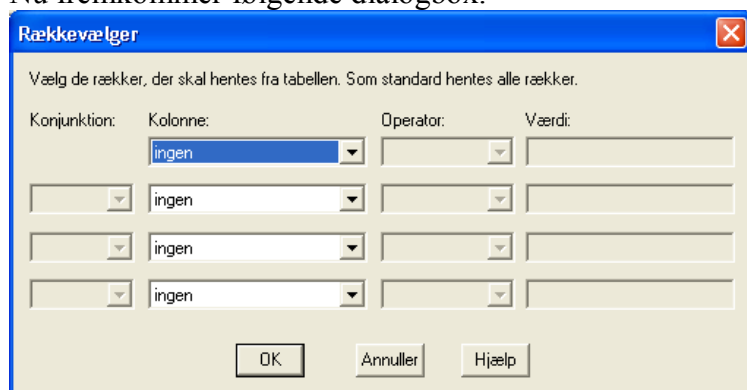 Nu fremkommer følgende dialogbox:
Rækkevælger
Vælg de rækker, der skal hentes fra tabellen. Som standard hentes alle rækker.
Konjunktion: Kolonne: Operator: Værdi:
ingen
ingen
ingen
ingen
OK Annuller Hjælp